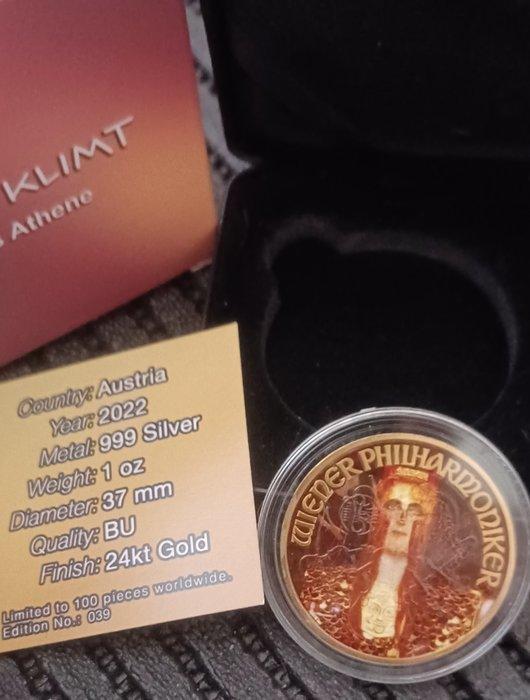 KLIMT
Athene
Country: Austria
Year: 2022
Metal: 999 Silver
Weight: 1 oz
Diameter: 37 mm
Quality: BU
Finish: 24kt Gold
Limited to 100 pieces worldwide.
Edition No.: 039
WIENER PHILHARMONIKER